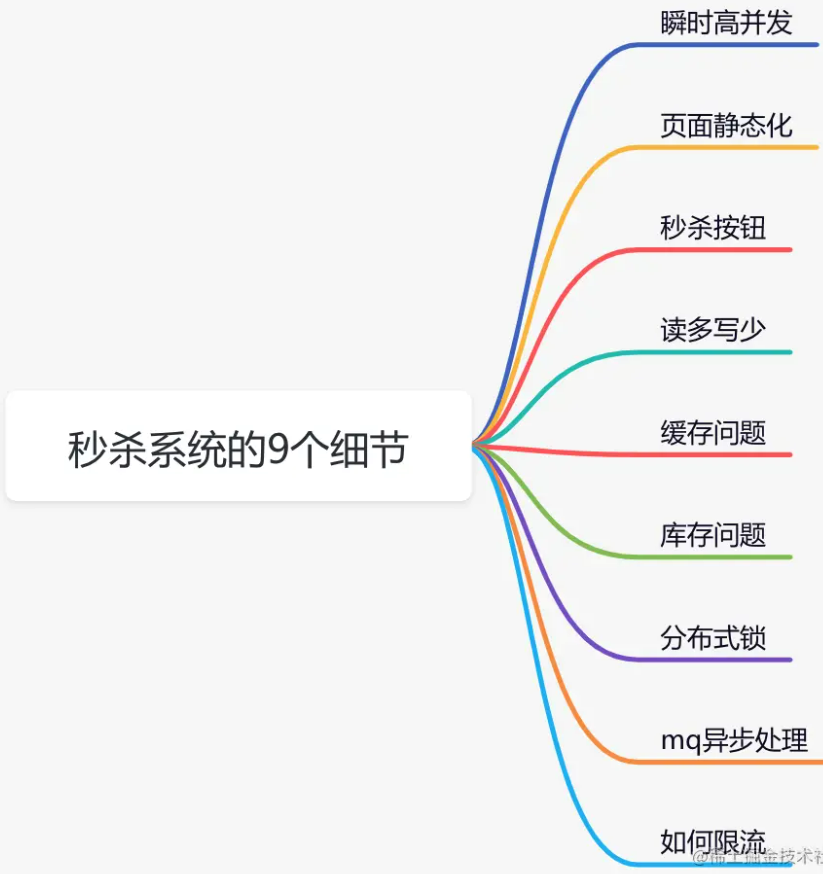 瞬时高并发
页面静态化
秒杀按钮
读多写少
秒杀系统的9个细节
缓存问题
库存问题
分布式锁
mq异步处理
如何限流
@稀土掘金技术社